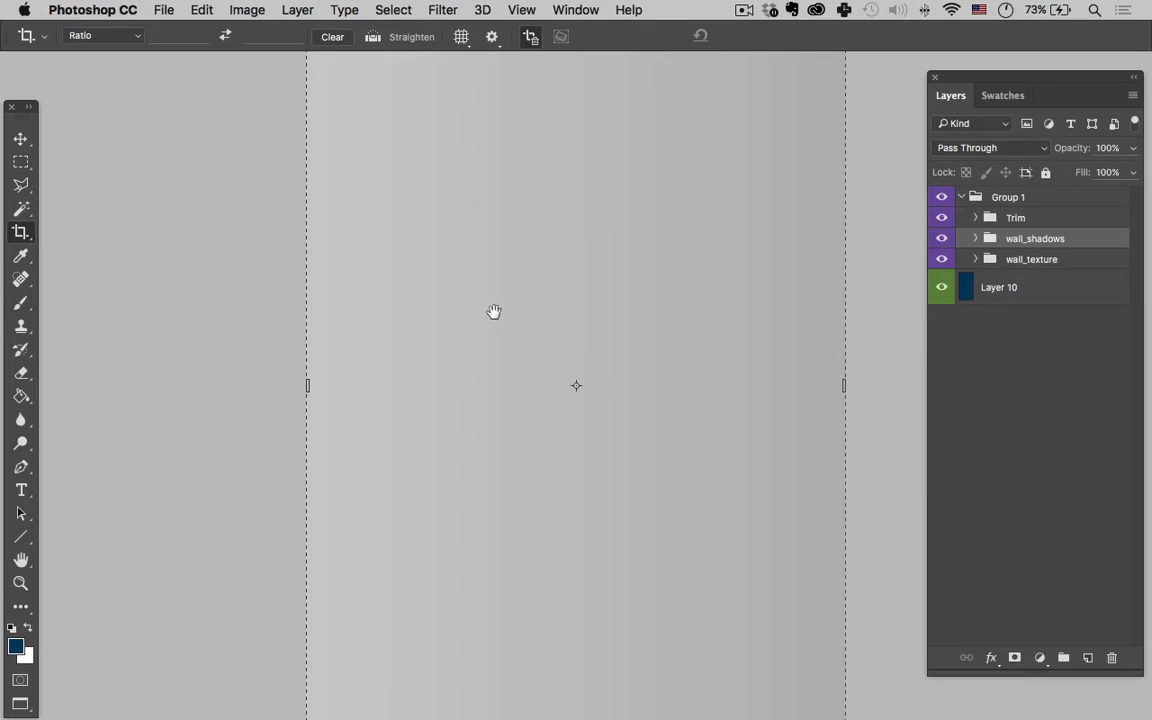 Photoshop CC File Edit Image Layer Type Select Filter 3D View Window Help 73%
Ratio Clear Straighten
Layers Swatches
Kind
Pass Through Opacity: 100%
Lock: Fill: 100%
Group 1
Trim
wall_shadows
wall_texture
Layer 10